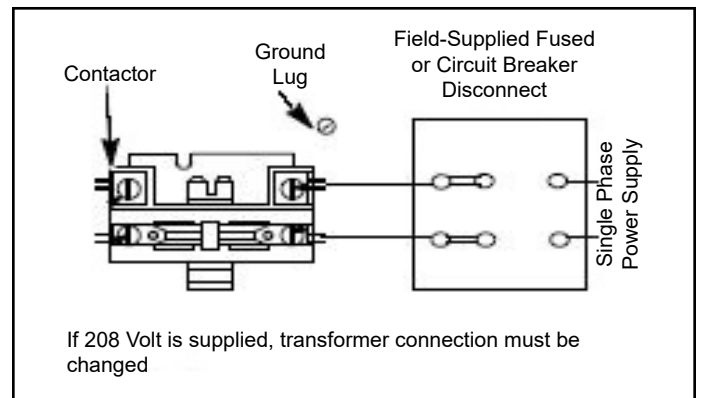 Contactor
Ground
Lug
Field-Supplied Fused
or Circuit Breaker
Disconnect
Single Phase
Power Supply
If 208 Volt is supplied, transformer connection must be
changed